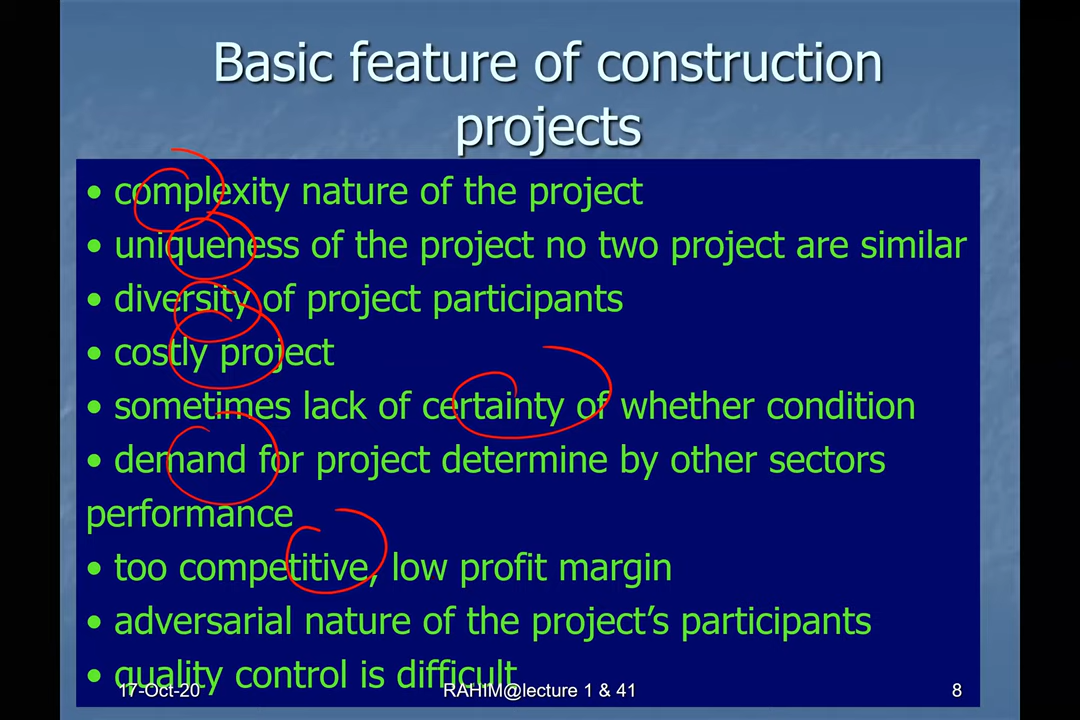 Basic feature of construction
projects
• complexity nature of the project
• uniqueness of the project no two project are similar
• diversity of project participants
• costly project
• sometimes lack of certainty of whether condition
• demand for project determine by other sectors
performance
• too competitive, low profit margin
• adversarial nature of the project’s participants
• quality control is difficult
17-Oct-20 RAHIM@lecture 1 & 41 8